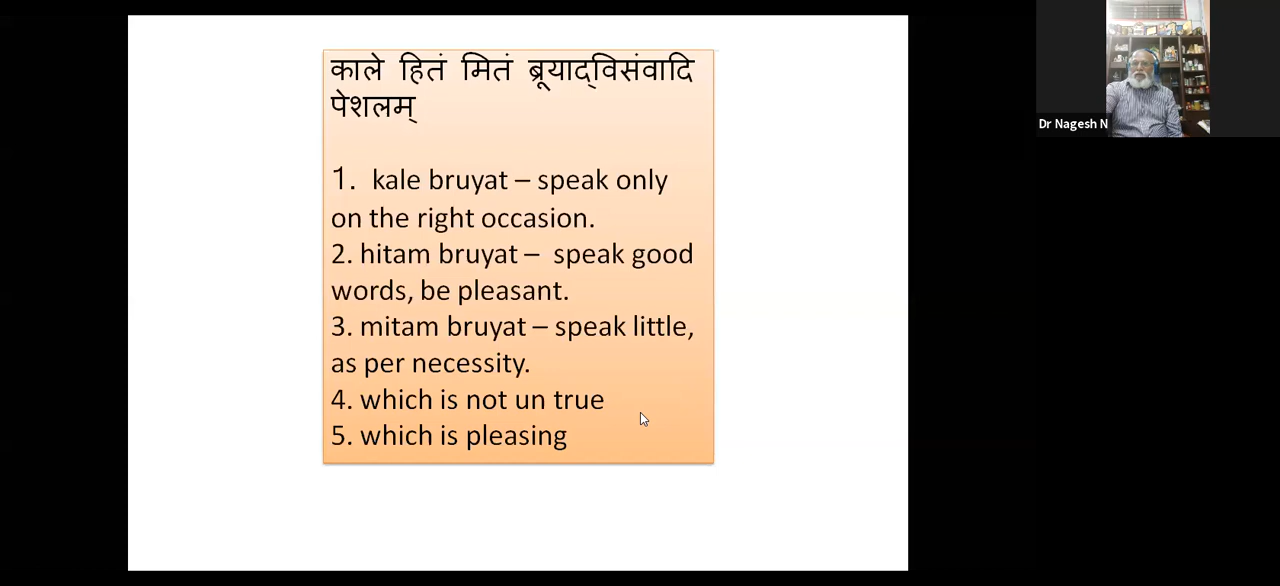 काले हितं मितं ब्रूयाद्विसंवादि
पेशलम्
1. kale bruyat – speak only
on the right occasion.
2. hitam bruyat – speak good
words, be pleasant.
3. mitam bruyat – speak little,
as per necessity.
4. which is not un true
5. which is pleasing
Dr Nagesh N